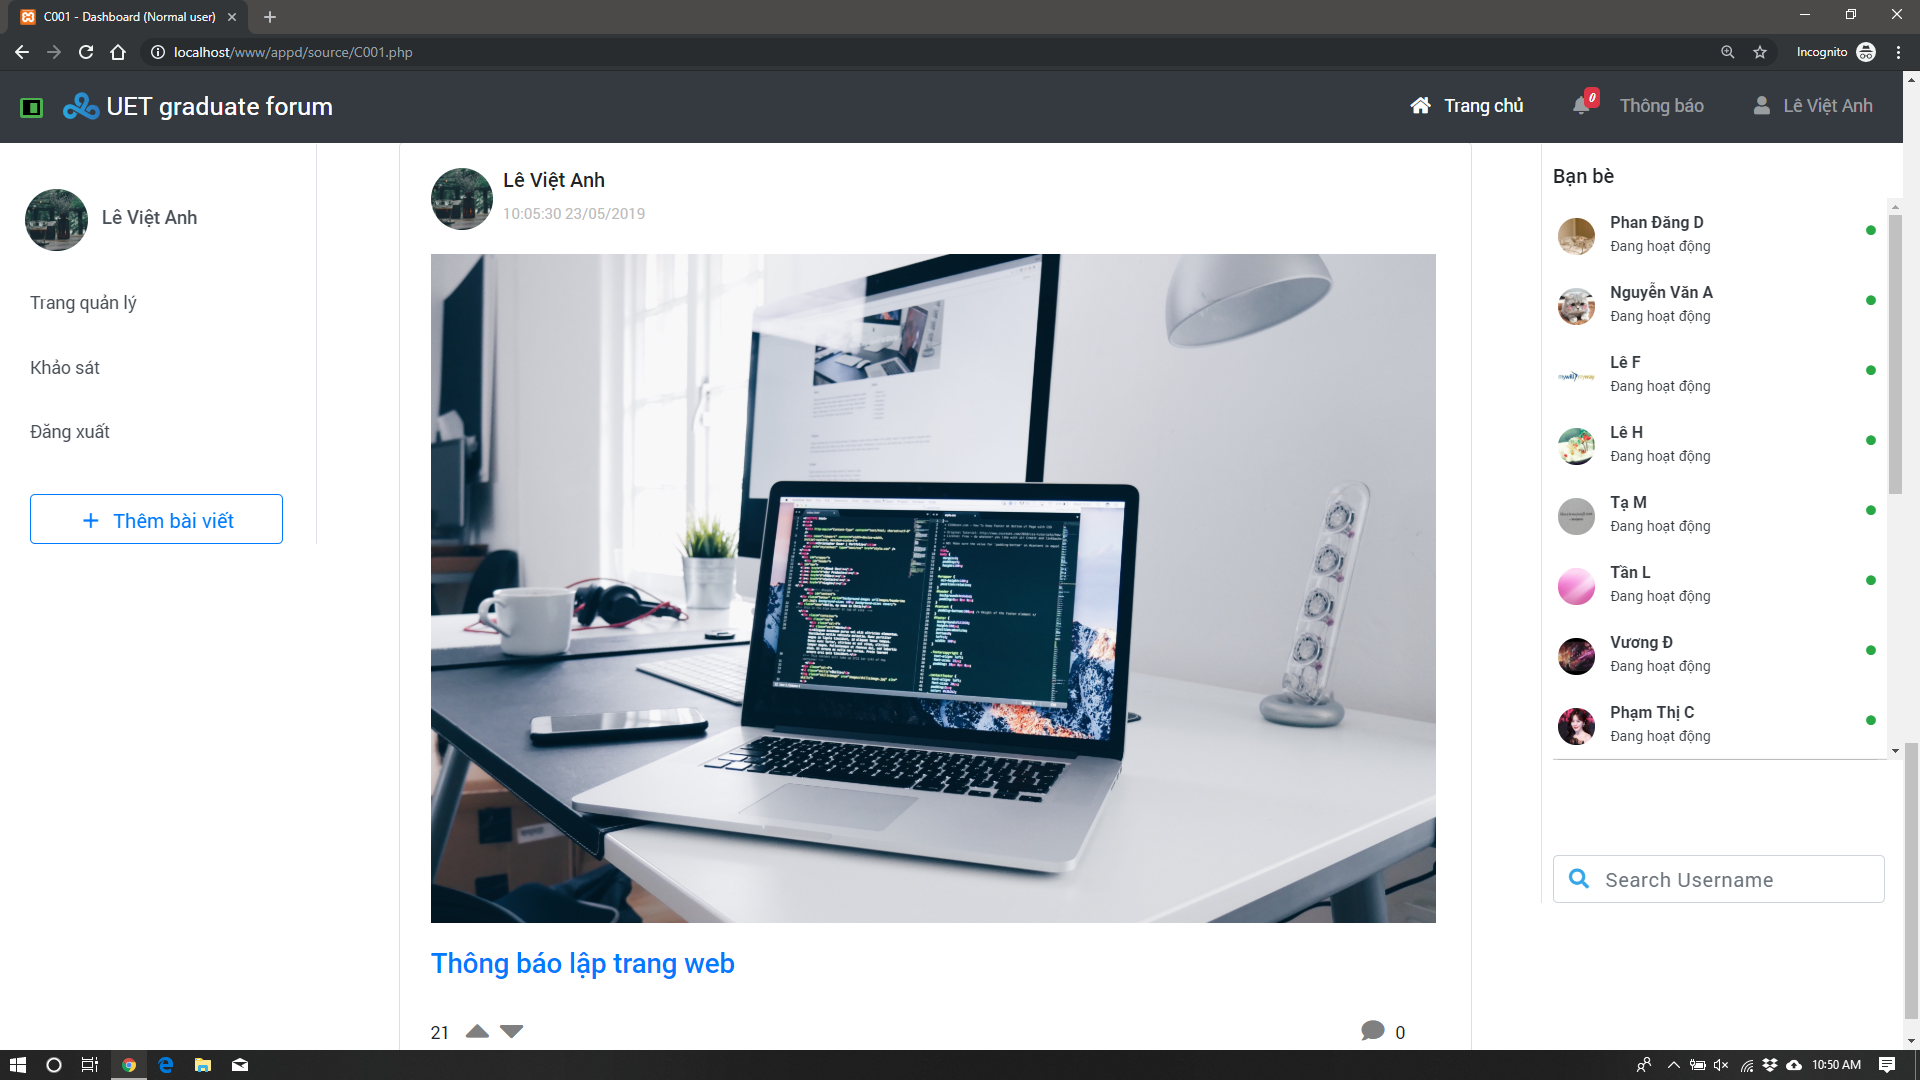 C001 - Dashboard (Normal user)
localhost/www/appd/source/C001.php
Incognito
UET graduate forum
Trang chủ
0
Thông báo
Lê Việt Anh
Lê Việt Anh
Trang quản lý
Khảo sát
Đăng xuất
+ Thêm bài viết
Lê Việt Anh
10:05:30 23/05/2019
Thông báo lập trang web
21
0
Bạn bè
Phan Đăng D
Đang hoạt động
Nguyễn Văn A
Đang hoạt động
Lê F
Đang hoạt động
Lê H
Đang hoạt động
Tạ M
Đang hoạt động
Tần L
Đang hoạt động
Vương Đ
Đang hoạt động
Phạm Thị C
Đang hoạt động
Search Username
10:50 AM